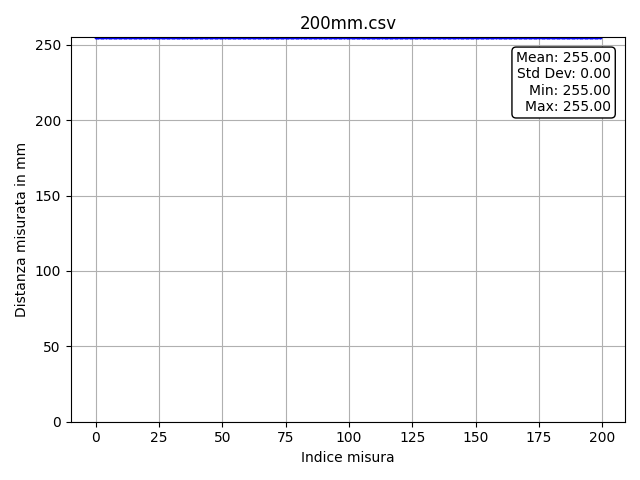 200mm.csv
Mean: 255.00
Std Dev: 0.00
Min: 255.00
Max: 255.00
Distanza misurata in mm
250
200
150
100
50
0
0 25 50 75 100 125 150 175 200
Indice misura